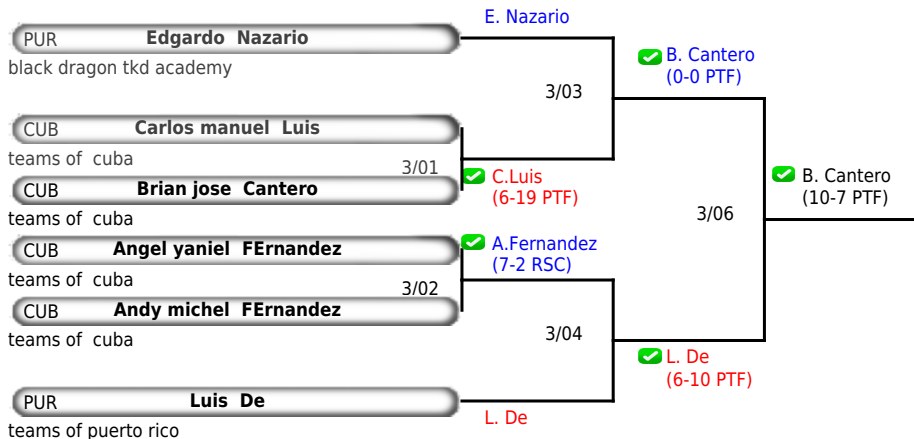 E. Nazario
PUR Edgardo Nazario
black dragon tkd academy
B. Cantero
(0-0 PTF)
3/03
CUB Carlos manuel Luis
teams of cuba
3/01
C.Luis
(6-19 PTF)
CUB Brian jose Cantero
teams of cuba
B. Cantero
(10-7 PTF)
3/06
CUB Angel yaniel FErnandez
teams of cuba
A.Fernandez
(7-2 RSC)
3/02
CUB Andy michel FErnandez
teams of cuba
3/04
L. De
(6-10 PTF)
PUR Luis De
teams of puerto rico
L. De